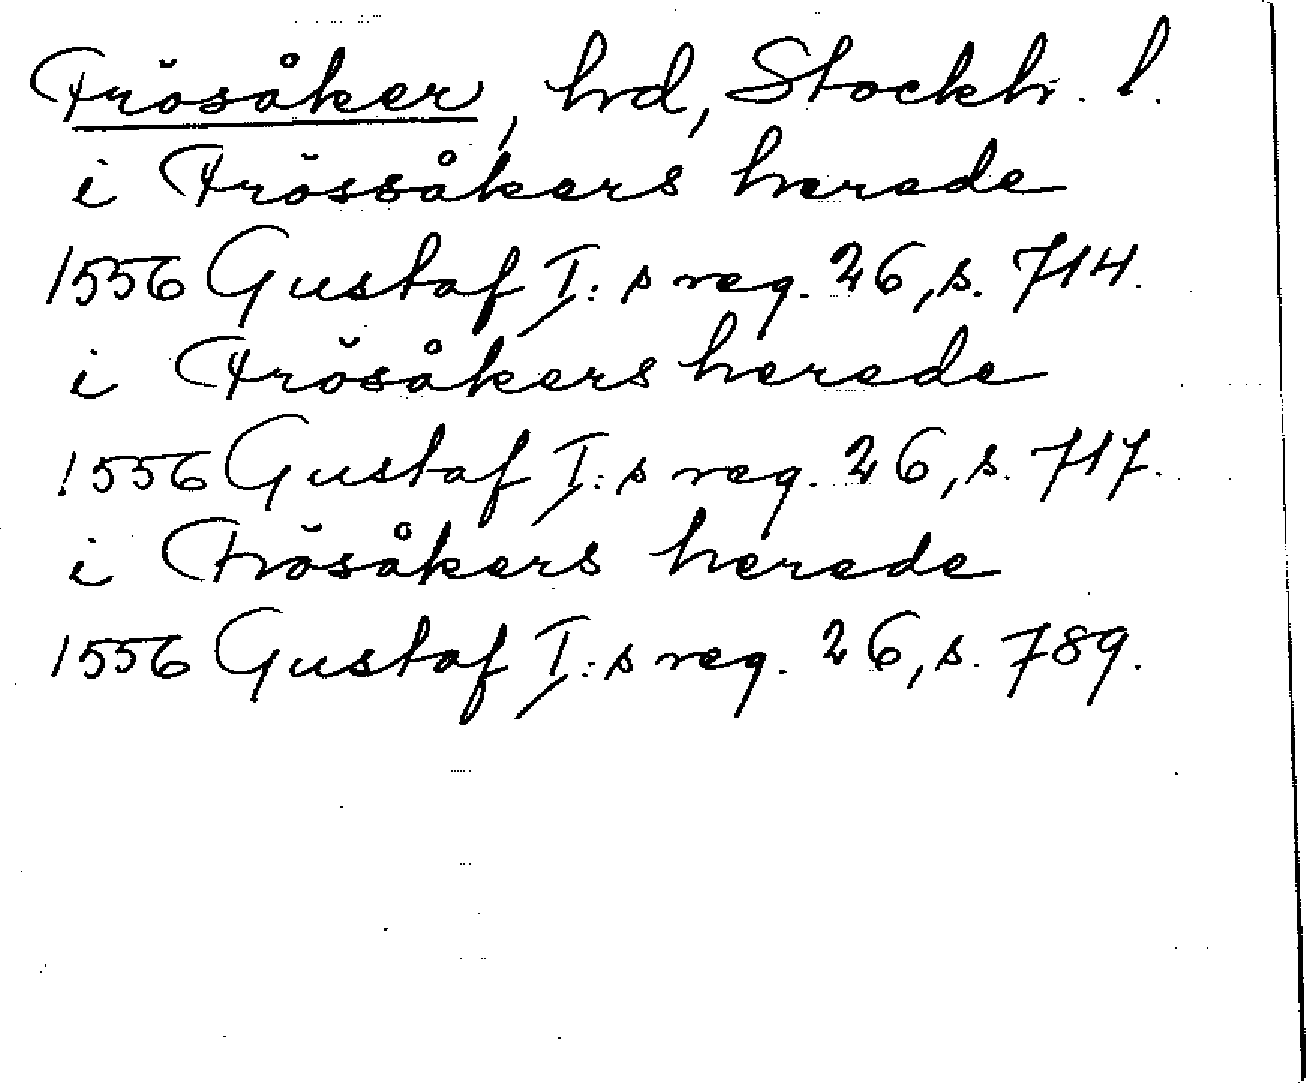 Frösåker, hrd, Stockh. l.
i Frössåkers herede
1556 Gustaf I:s reg. 26, s. 714.
i Frösåkers herede
1556 Gustaf I:s reg. 26, s. 717.
i Frösåkers herede
1556 Gustaf I:s reg. 26, s. 789.